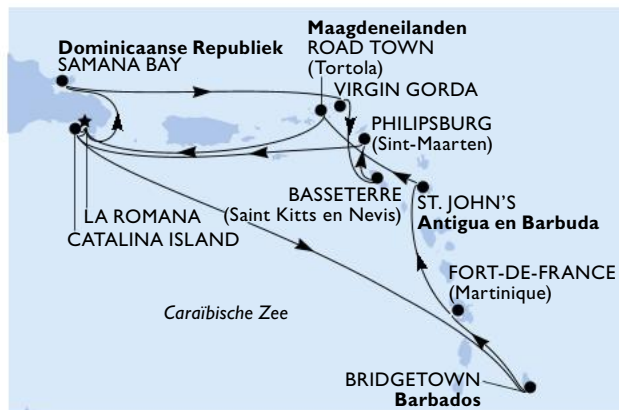 Dominicaanse Republiek
SAMANA BAY
Maagdeneilanden
ROAD TOWN
(Tortola)
VIRGIN GORDA
PHILIPSBURG
(Sint-Maarten)
BASSETERRE
(Saint Kitts en Nevis)
ST. JOHN'S
Antigua en Barbuda
LA ROMANA
CATALINA ISLAND
FORT-DE-FRANCE
(Martinique)
Caraïbische Zee
BRIDGETOWN
Barbados